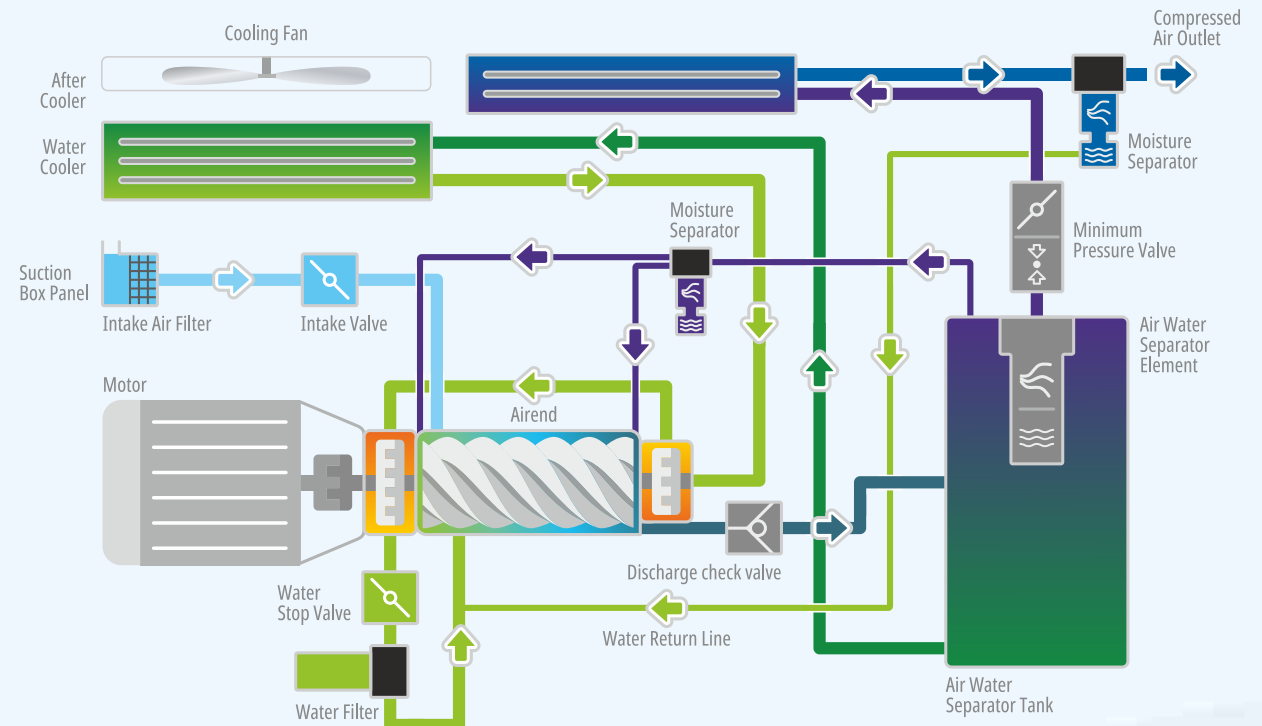 Cooling Fan
Compressed
Air Outlet
After
Cooler
Water
Cooler
Moisture
Separator
Moisture
Separator
Minimum
Pressure Valve
Suction
Box Panel
Intake Air Filter
Intake Valve
Air Water
Separator
Element
Motor
Airend
Discharge check valve
Water
Stop Valve
Water Return Line
Water Filter
Air Water
Separator Tank